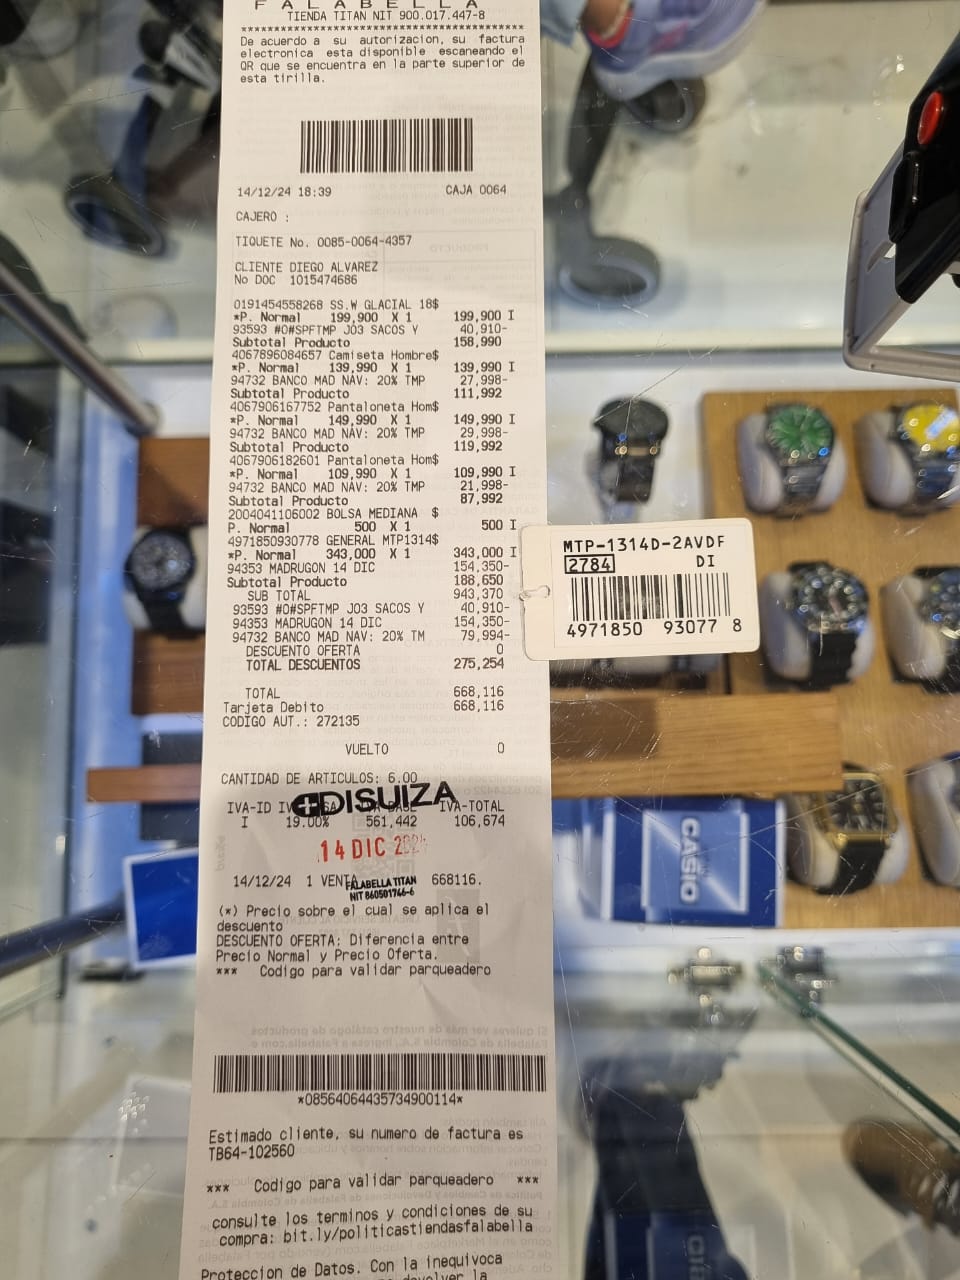 FALABELLA
TIENDA TITAN NIT 900.017.447-8
De acuerdo a su autorizacion, su factura
electronica esta disponible escaneando el
QR que se encuentra en la parte superior de
esta tirilla.
14/12/24 18:39 CAJA 0064
CAJERO :
TIQUETE No. 0085-0064-4357
CLIENTE DIEGO ALVAREZ
No DOC 1015474686
0191454558268 SS.W GLACIAL 18$
*P. Normal 199,900 X 1 199,900 I
93593 #O#SPFTMP JO3 SACOS Y 40,910-
Subtotal Producto 158,990
4067896084657 Camiseta Hombre$
*P. Normal 139,990 X 1 139,990 I
94732 BANCO MAD NAV: 20% TMP 27,998-
Subtotal Producto 111,992
4067906167752 Pantaloneta Hom$
*P. Normal 149,990 X 1 149,990 I
94732 BANCO MAD NAV: 20% TMP 29,998-
Subtotal Producto 119,992
4067906182601 Pantaloneta Hom$
*P. Normal 109,990 X 1 109,990 I
94732 BANCO MAD NAV: 20% TMP 21,998-
Subtotal Producto 87,992
2004041106002 BOLSA MEDIANA $
P. Normal 500 X 1 500 I
4971850930778 GENERAL MTP1314$
*P. Normal 343,000 X 1 343,000 I
94353 MADRUGON 14 DIC 154,350-
Subtotal Producto 188,650
SUB TOTAL 943,370
93593 #O#SPFTMP JO3 SACOS Y 40,910-
94353 MADRUGON 14 DIC 154,350-
94732 BANCO MAD NAV: 20% TM 79,994-
DESCUENTO OFERTA 0
TOTAL DESCUENTOS 275,254
TOTAL 668,116
Tarjeta Debito 668,116
CODIGO AUT.: 272135
VUELTO 0
CANTIDAD DE ARTICULOS: 6.00
DISUIZA
IVA-ID IVA-BASE IVA-TOTAL
I 19.00% 561,442 106,674
14 DIC 2024
14/12/24 1 VENTA 668116.
FALABELLA TITAN
NIT 860501746-6
(*) Precio sobre el cual se aplica el
descuento
DESCUENTO OFERTA: Diferencia entre
Precio Normal y Precio Oferta.
*** Codigo para validar parqueadero
*08564064435734900114*
Estimado cliente, su numero de factura es
TB64-102560
*** Codigo para validar parqueadero ***
consulte los terminos y condiciones de su
compra: bit.ly/politicastiendasfalabella
Proteccion de Datos. Con la inequivoca
MTP-1314D-2AVDF
2784 DI
4971850 93077 8
CASIO